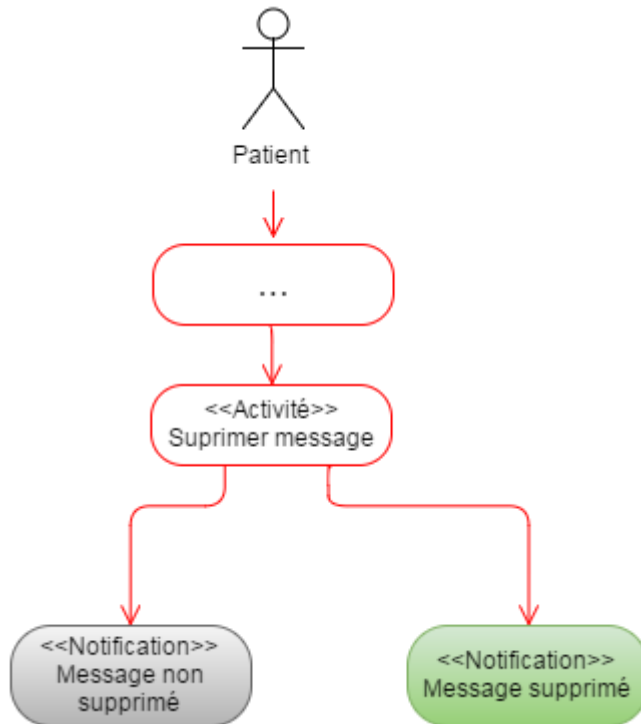 Patient
...
<<Activité>>
Suprimer message
<<Notification>>
Message non
supprimé
<<Notification>>
Message supprimé